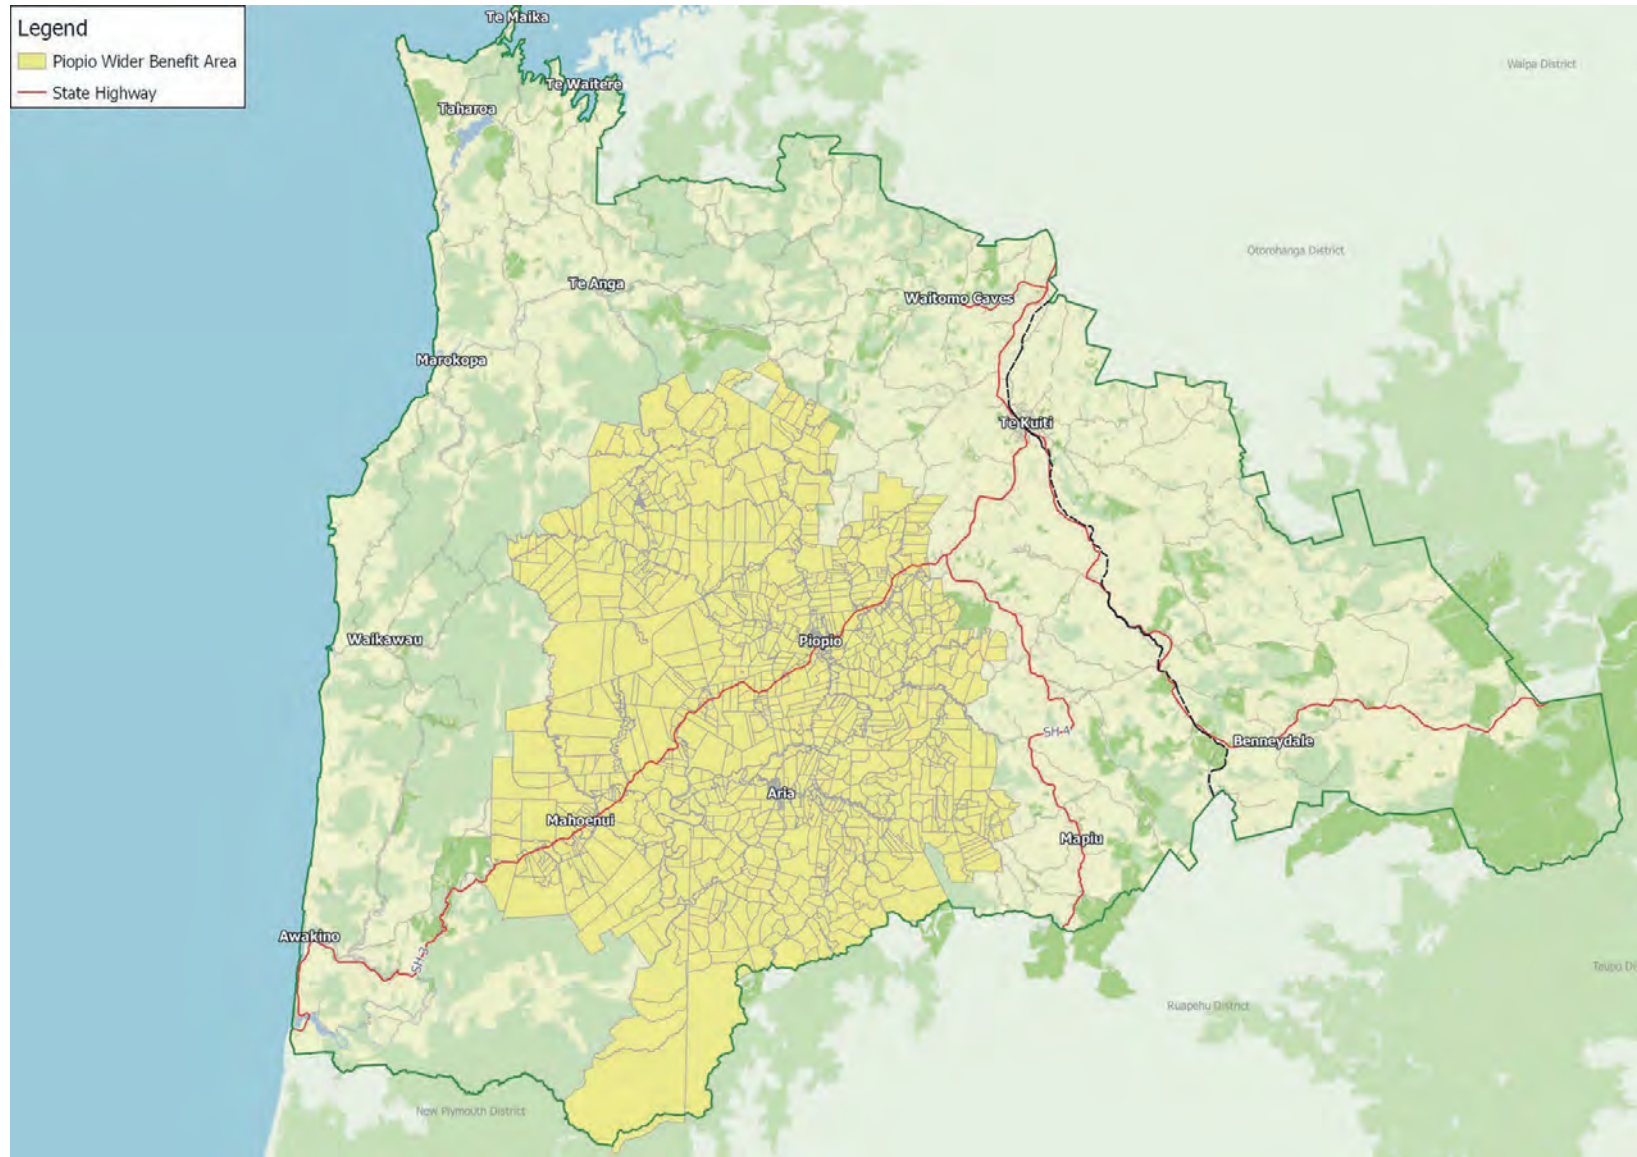 Legend
Piopio Wider Benefit Area
State Highway
Te Maika
Waipa District
Te Waitere
Taharoa
Otorohanga District
Te Anga
Waitomo Caves
Marokopa
Te Kuiti
Waikawau
Piopio
SH 4
Benneydale
Aria
Mahoenui
Mapiu
Awakino
SH 3
Taupo Di
Ruapehu District
New Plymouth District